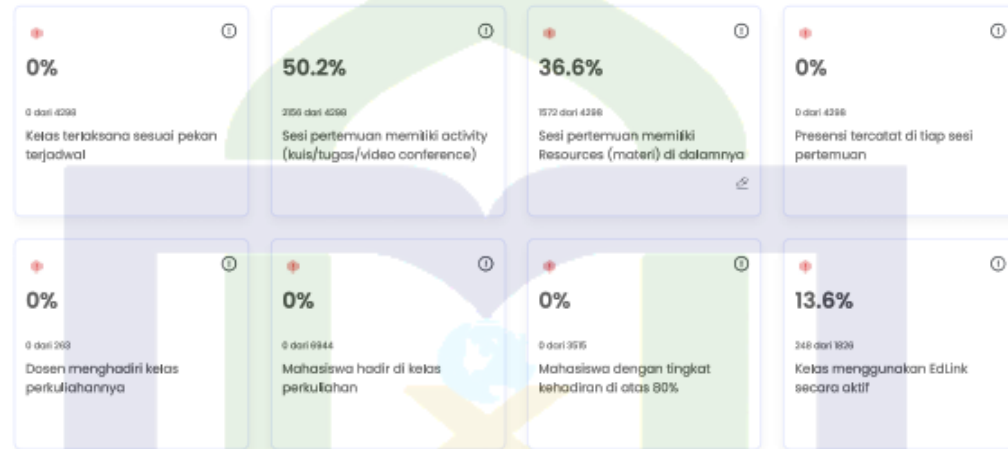 0%
0 dari 4298
Kelas terlaksana sesuai pekan
terjadwal
50.2%
2156 dari 4298
Sesi pertemuan memiliki activity
(kuis/tugas/video conference)
36.6%
1572 dari 4298
Sesi pertemuan memiliki
Resources (materi) di dalamnya
0%
0 dari 4298
Presensi tercatat di tiap sesi
pertemuan
0%
0 dari 263
Dosen menghadiri kelas
perkuliahannya
0%
0 dari 6944
Mahasiswa hadir di kelas
perkuliahan
0%
0 dari 3515
Mahasiswa dengan tingkat
kehadiran di atas 80%
13.6%
248 dari 1826
Kelas menggunakan EdLink
secara aktif